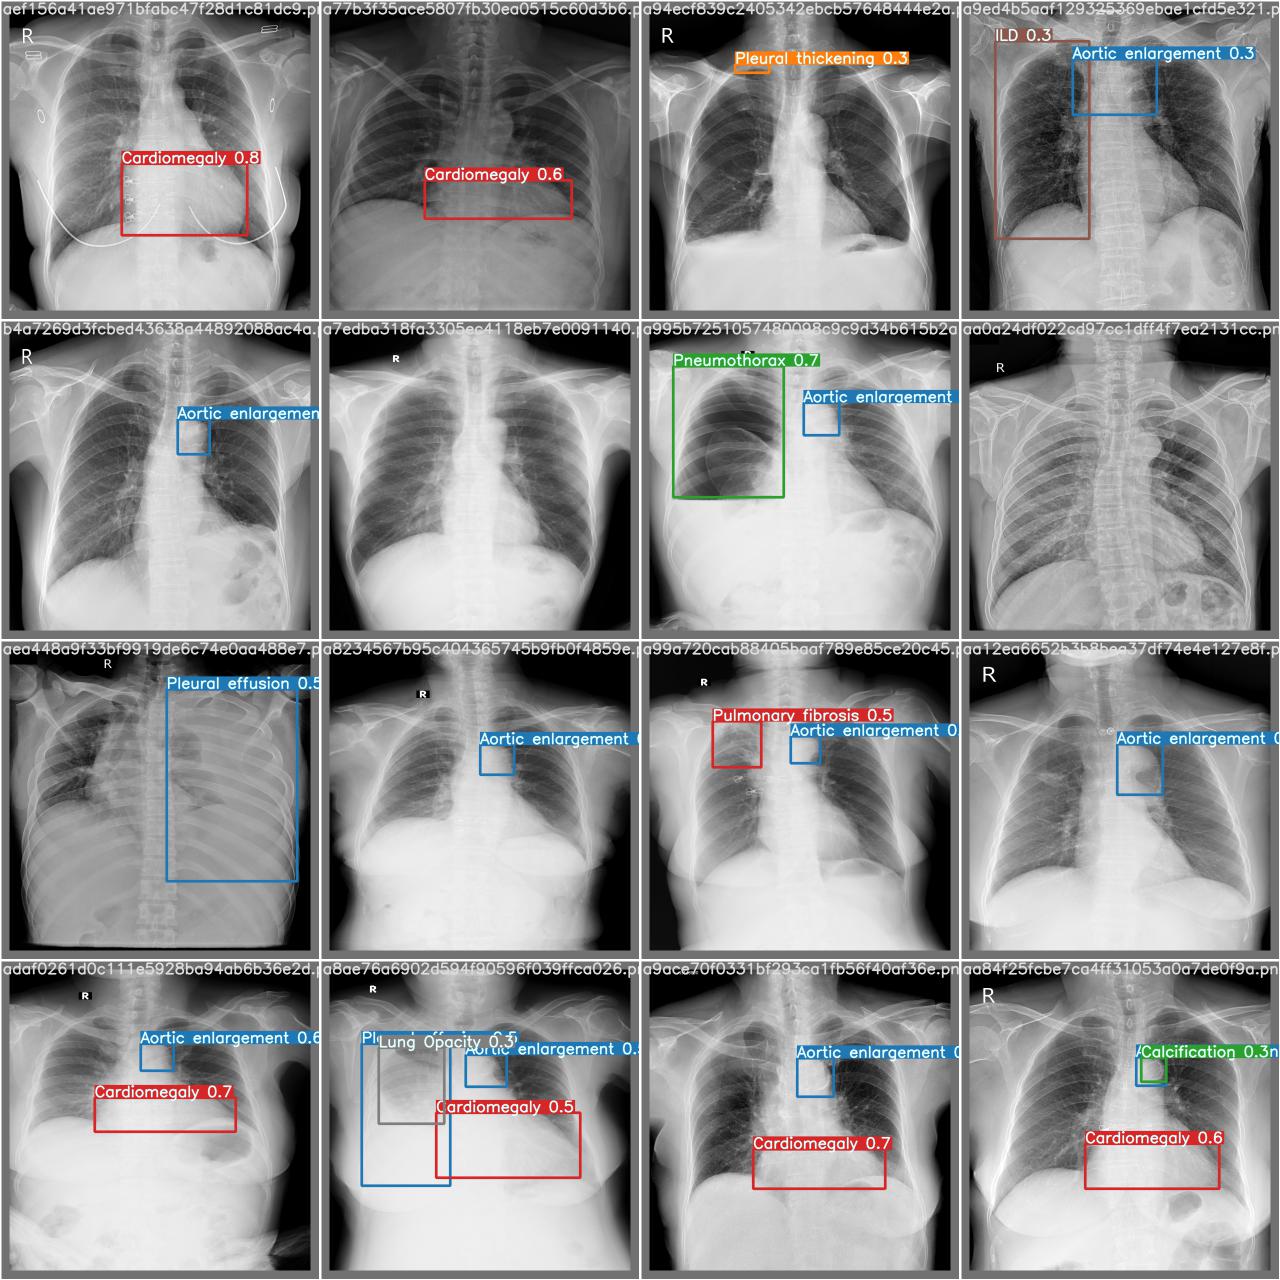 aef156a41ae971bfabc47f28d1c81dc9.pn
R
Cardiomegaly 0.8
a77b3f35ace5807fb30ea0515c60d3b6.p
Cardiomegaly 0.6
a94ecf839c2405342ebcb57648444e2a.p
R
Pleural thickening 0.3
a9ed4b5aaf129325369ebae1cfd5e321.p
ILD 0.3
Aortic enlargement 0.3
b4a7269d3fcbed43638a44892088ac4a.p
R
Aortic enlargemen
a7edba318fa3305ec4118eb7e0091140.p
R
a995b7251057480098c9c9d34b615b2a
Pneumothorax 0.7
Aortic enlargement
aa0a24df022cd97cc1dff4f7ea2131cc.pn
R
aea448a9f33bf9919de6c74e0aa488e7.p
R
Pleural effusion 0.5
a8234567b95c404365745b9fb0f4859e.p
R
Aortic enlargement
a99a720cab88405baaf789e85ce20c45.p
R
Pulmonary fibrosis 0.5
Aortic enlargement 0.
aa12ea6652b3b8bea37df74e4e127e8f.p
R
Aortic enlargement 0
adaf0261d0c111e5928ba94ab6b36e2d.p
R
Aortic enlargement 0.6
Cardiomegaly 0.7
a8ae76a6902d594f90596f039ffca026.p
R
Lung Opacity 0.3
Aortic enlargement 0.
Cardiomegaly 0.5
a9ace70f0331bf293ca1fb56f40af36e.pn
Aortic enlargement 0
Cardiomegaly 0.7
aa84f25fcbe7ca4ff31053a0a7de0f9a.pn
R
Calcification 0.3
Cardiomegaly 0.6